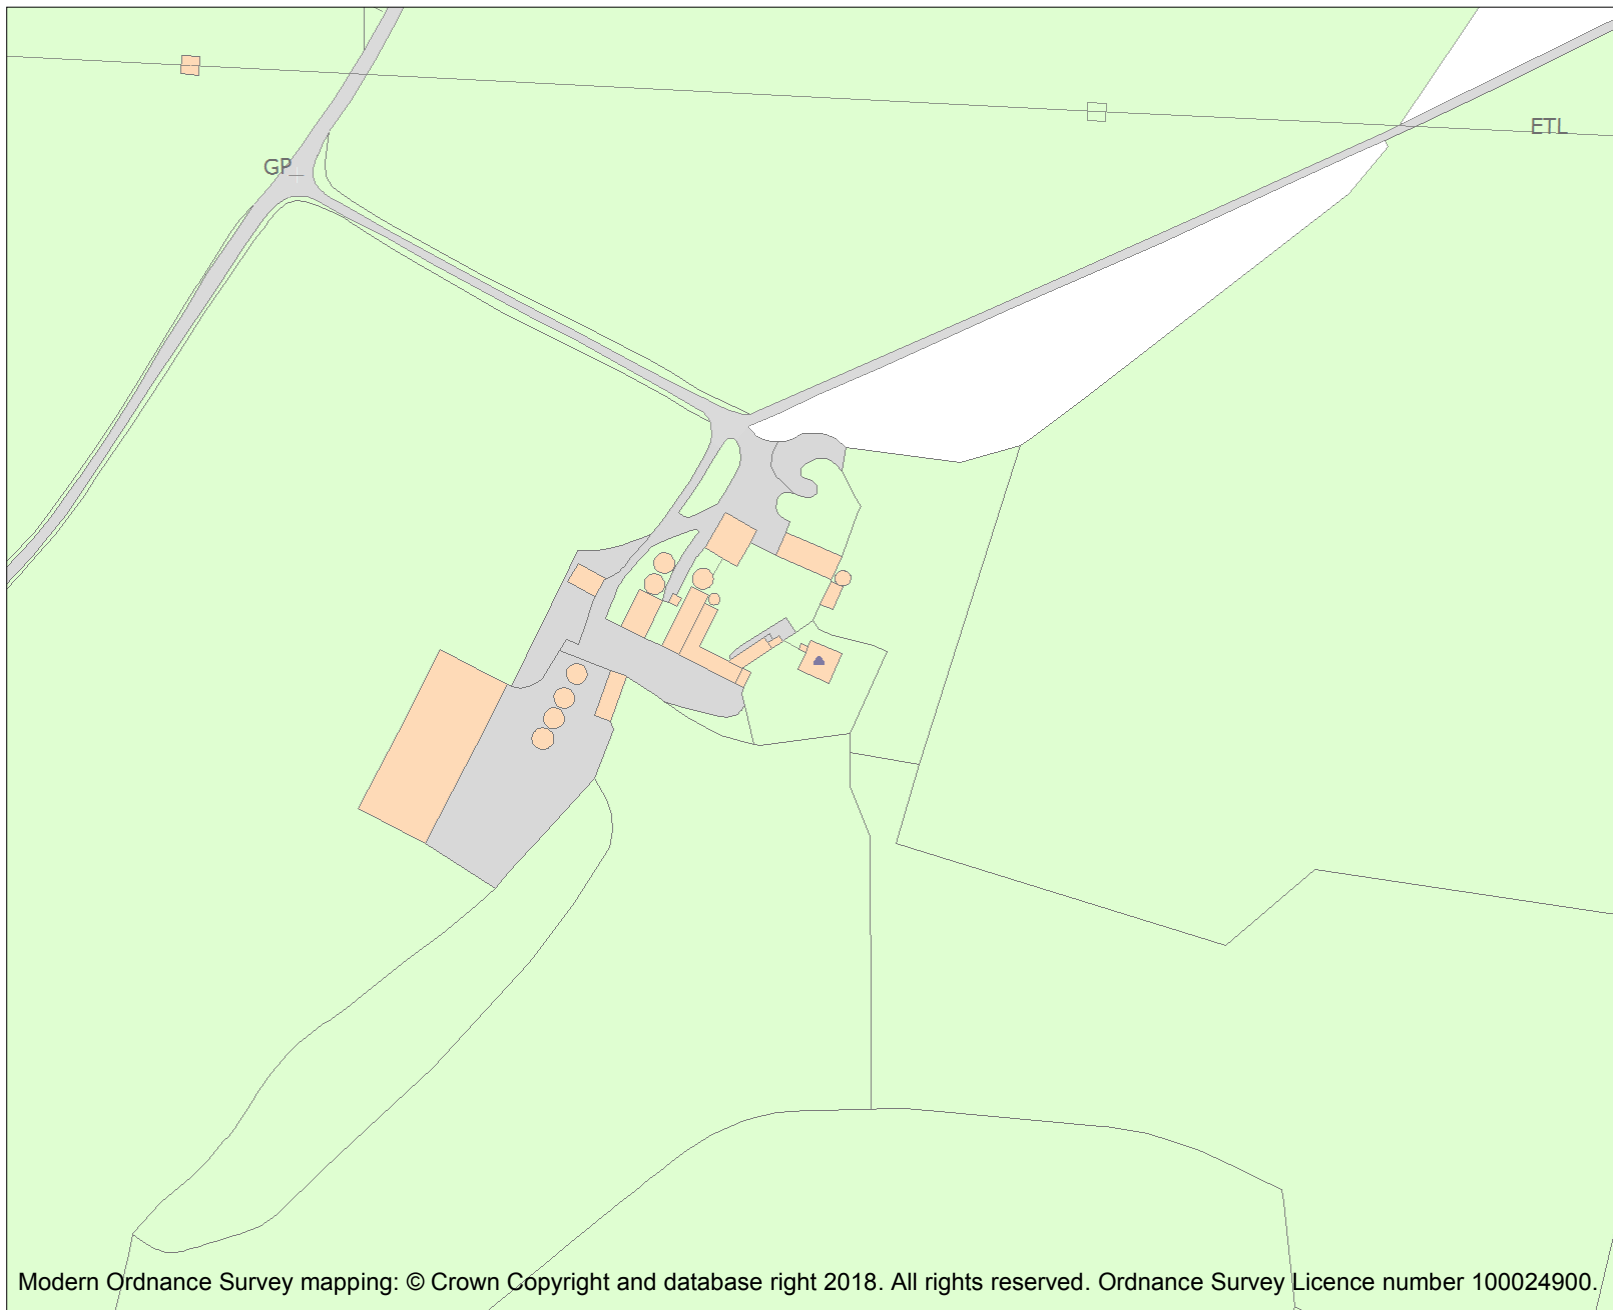 ETL
GP
Modern Ordnance Survey mapping: © Crown Copyright and database right 2018. All rights reserved. Ordnance Survey Licence number 100024900.